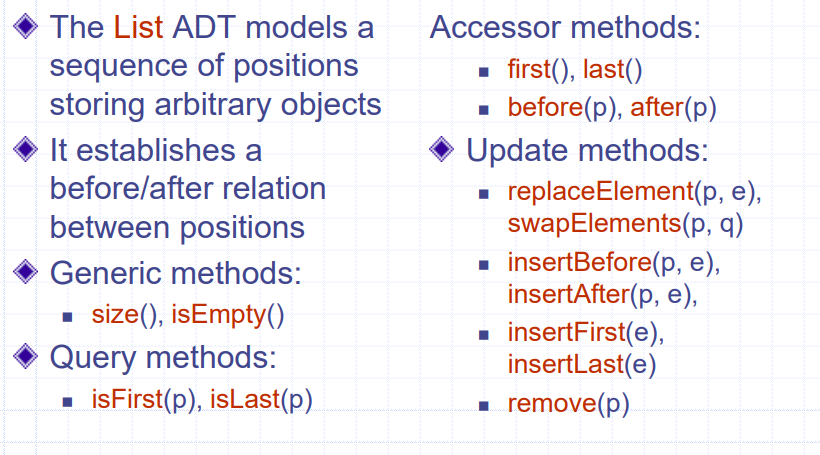 The List ADT models a
sequence of positions
storing arbitrary objects
It establishes a
before/after relation
between positions
Generic methods:
size(), isEmpty()
Query methods:
isFirst(p), isLast(p)
Accessor methods:
first(), last()
before(p), after(p)
Update methods:
replaceElement(p, e),
swapElements(p, q)
insertBefore(p, e),
insertAfter(p, e),
insertFirst(e),
insertLast(e)
remove(p)